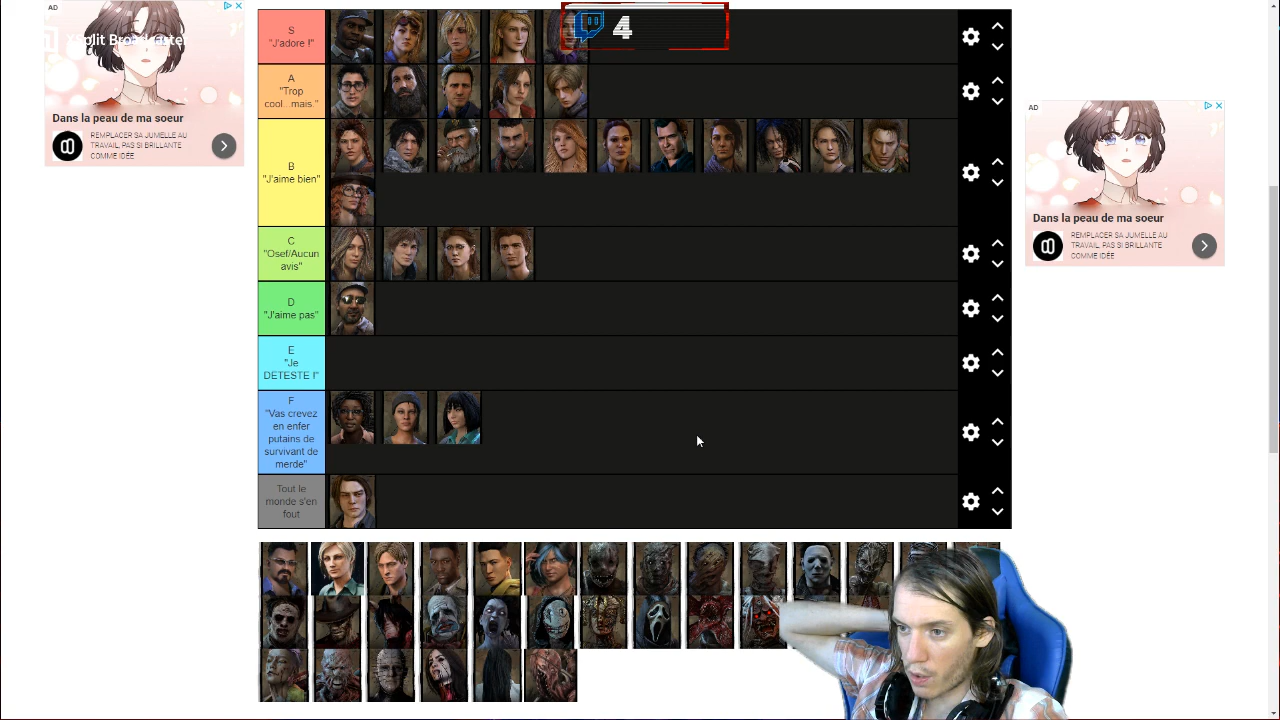 AD
XSplit Broadcaster
Dans la peau de ma soeur
REMPLACER SA JUMELLE AU
TRAVAIL, PAS SI BRILLANTE
COMME IDÉE
4
S
"J'adore !"
A
"Trop
cool...mais."
B
"J'aime bien"
C
"Osef/Aucun
avis"
D
"J'aime pas"
E
"Je
DETESTE !"
F
"Vas crevez
en enfer
putains de
survivant de
merde"
Tout le
monde s'en
fout
AD
Dans la peau de ma soeur
REMPLACER SA JUMELLE AU
TRAVAIL, PAS SI BRILLANTE
COMME IDÉE